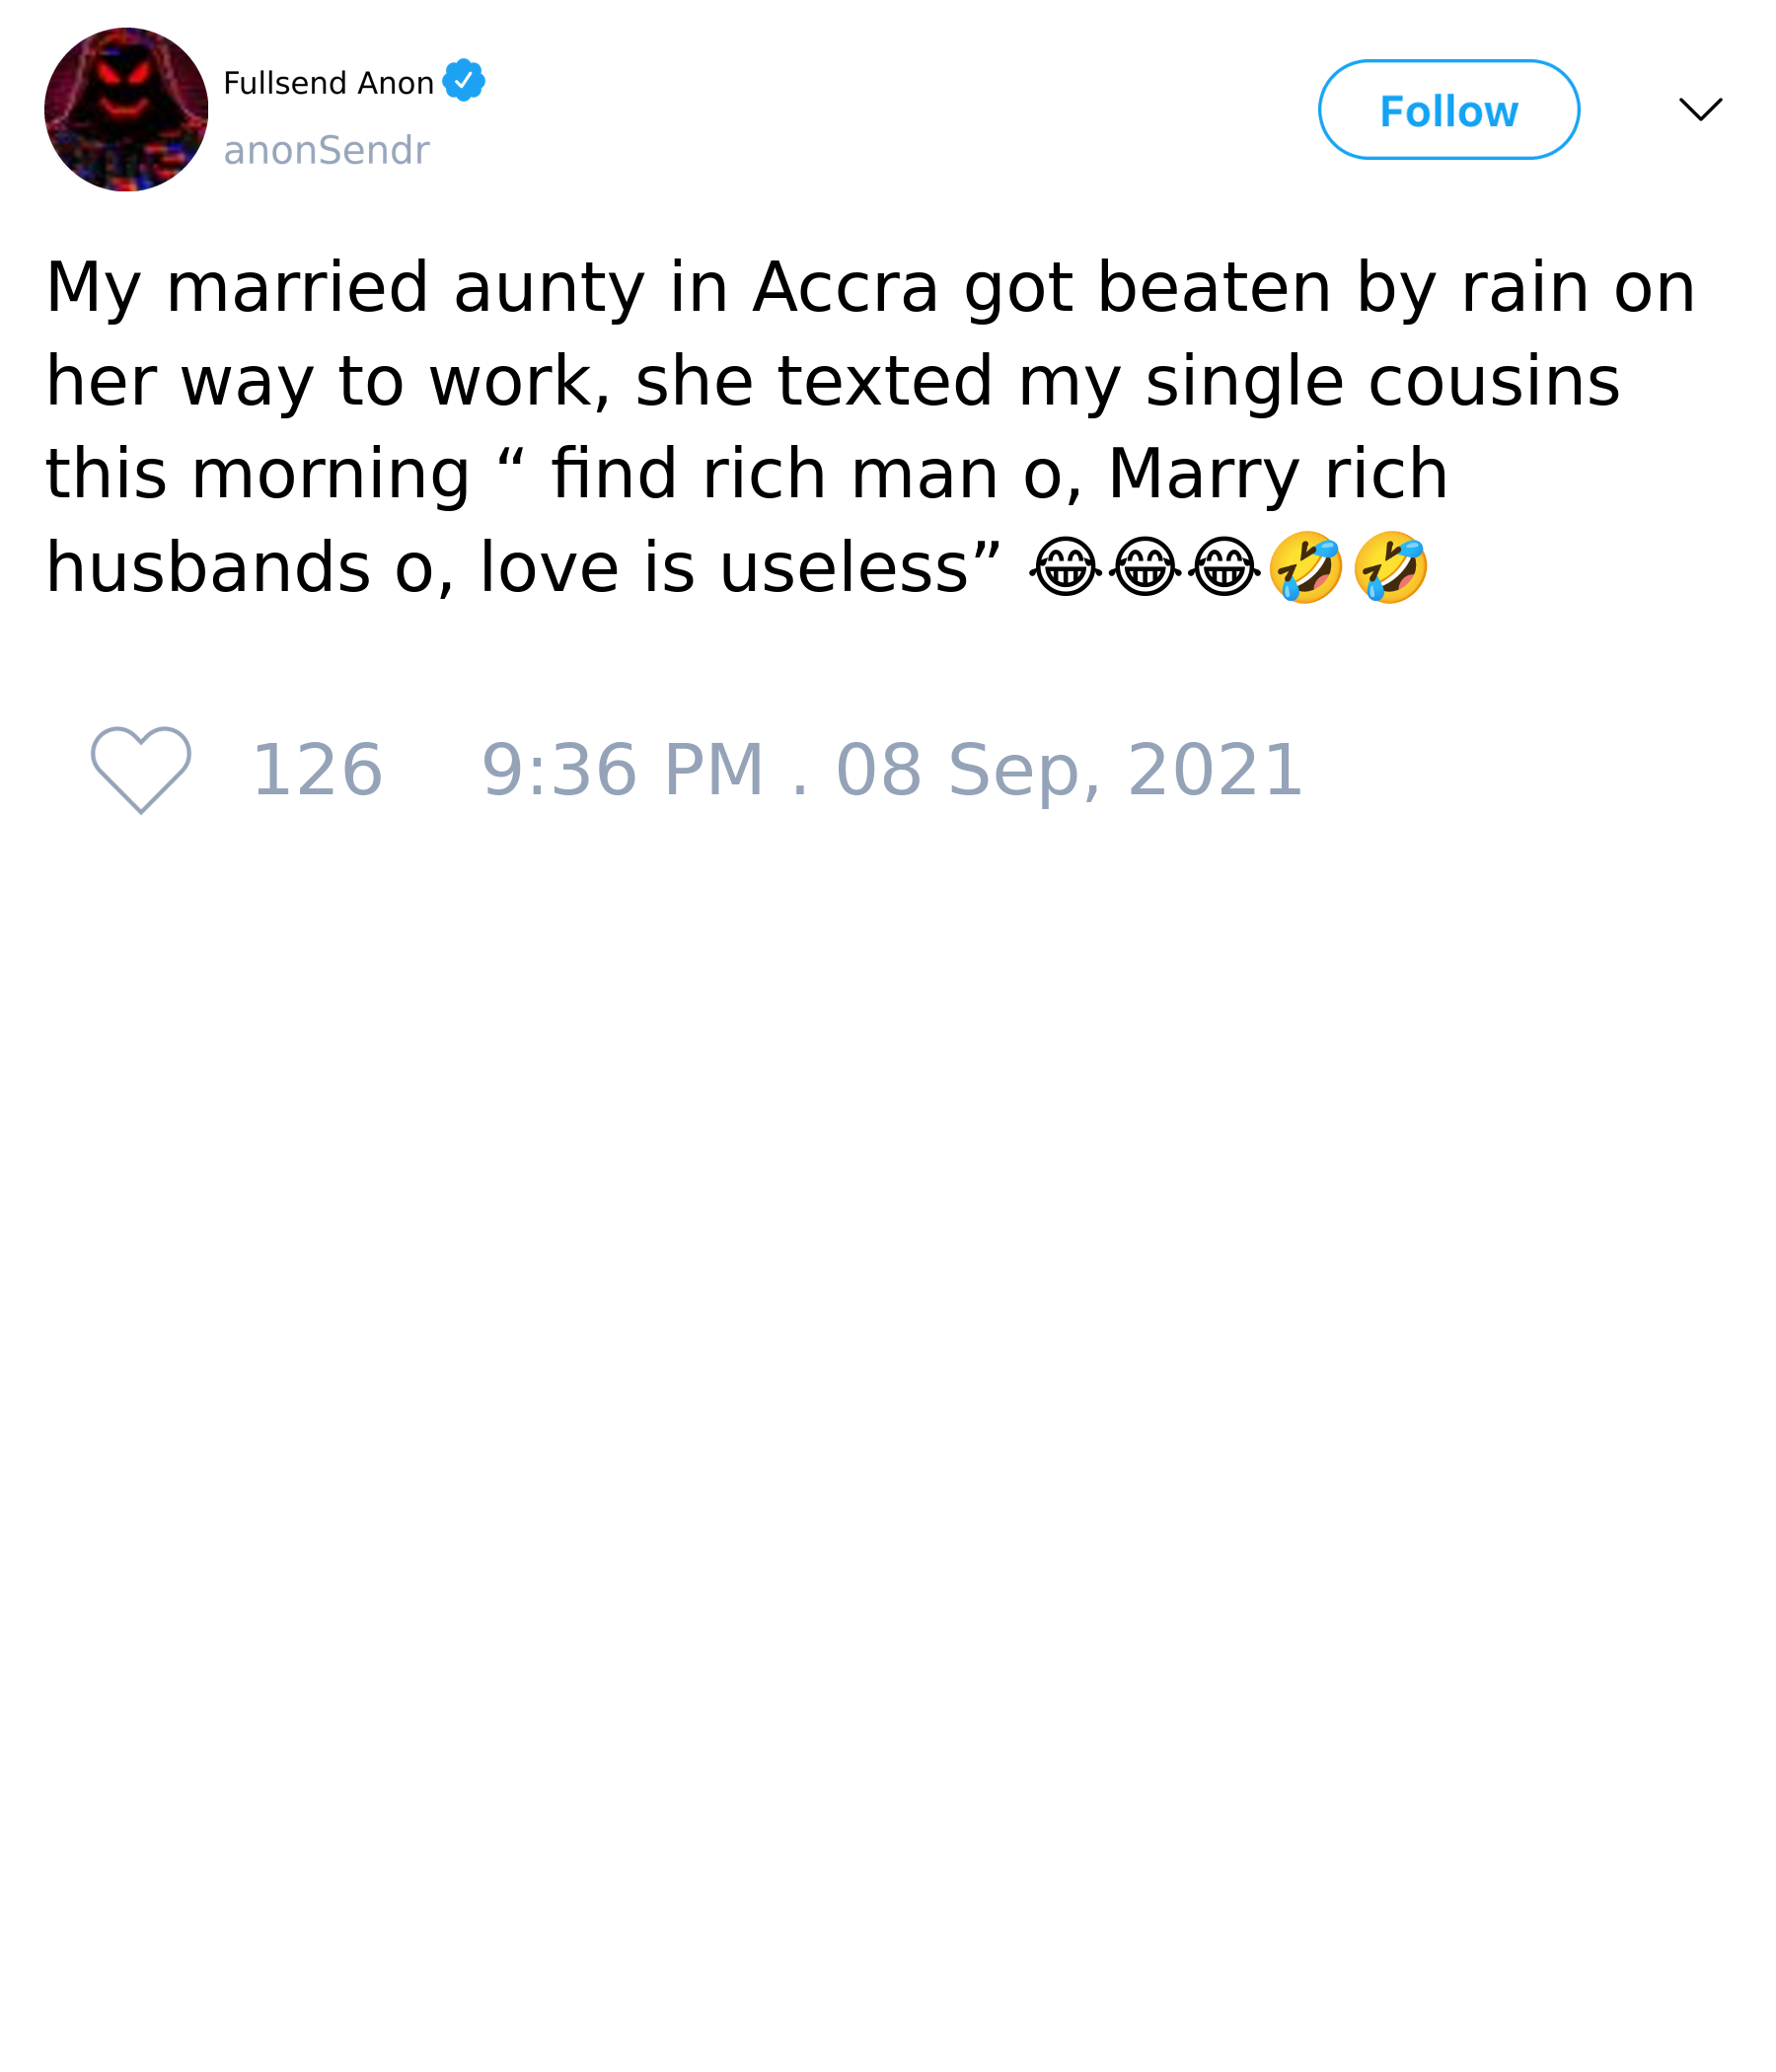 Fullsend Anon
anonSendr
Follow
My married aunty in Accra got beaten by rain on
her way to work, she texted my single cousins
this morning “ find rich man o, Marry rich
husbands o, love is useless” 😂😂😂🤣🤣
126 9:36 PM . 08 Sep, 2021